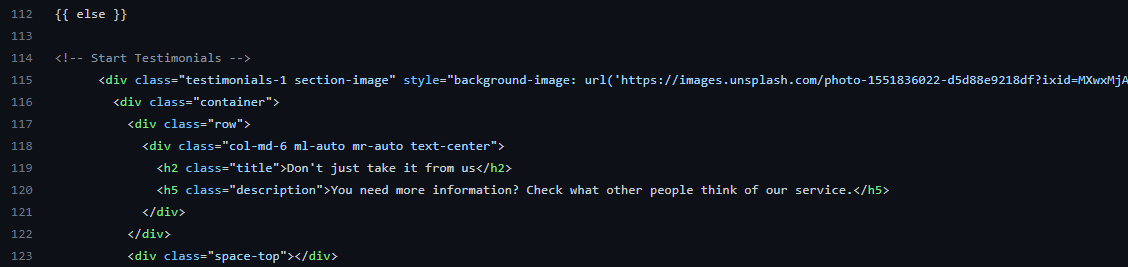 112 {{ else }}
113
114 <!-- Start Testimonials -->
115 <div class="testimonials-1 section-image" style="background-image: url('https://images.unsplash.com/photo-1551836022-d5d88e9218df?ixid=MXwxMjA
116 <div class="container">
117 <div class="row">
118 <div class="col-md-6 ml-auto mr-auto text-center">
119 <h2 class="title">Don't just take it from us</h2>
120 <h5 class="description">You need more information? Check what other people think of our service.</h5>
121 </div>
122 </div>
123 <div class="space-top"></div>